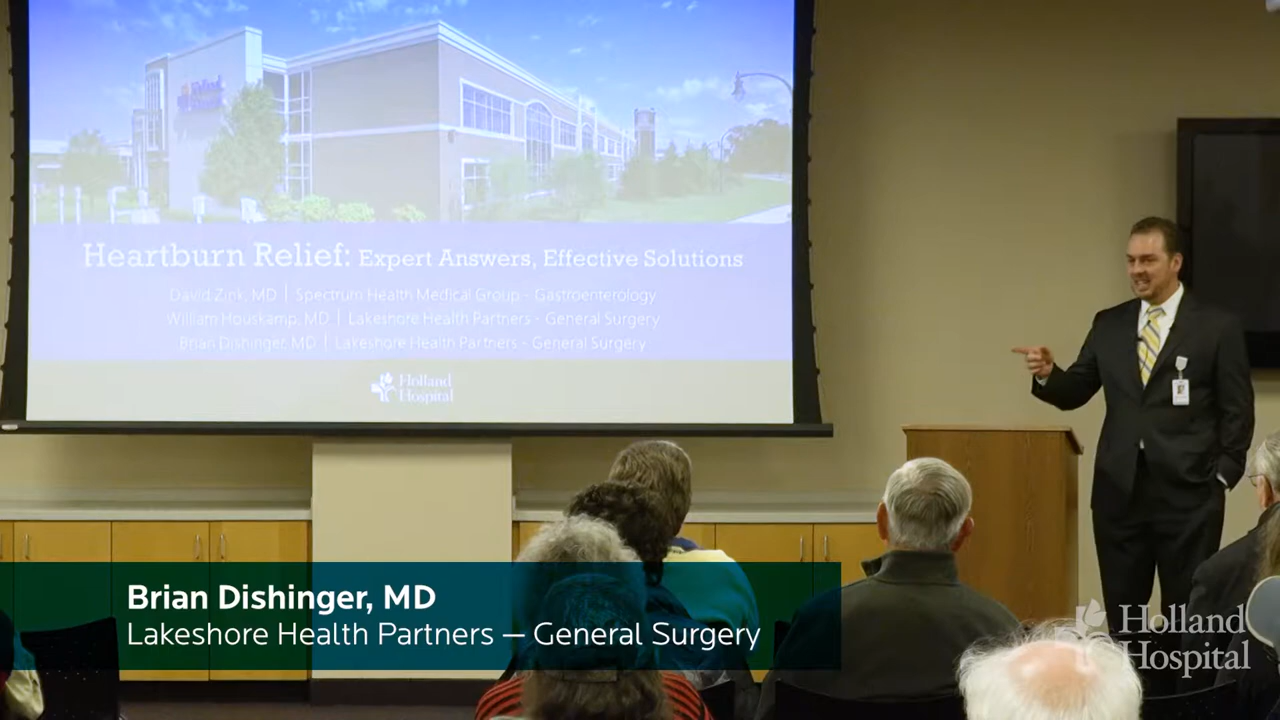 Holland
Heartburn Relief: Expert Answers, Effective Solutions
David Zink, MD | Spectrum Health Medical Group - Gastroenterology
William Houskamp, MD | Lakeshore Health Partners - General Surgery
Brian Dishinger, MD | Lakeshore Health Partners - General Surgery
Holland
Hospital
Brian Dishinger, MD
Lakeshore Health Partners — General Surgery
Holland
Hospital